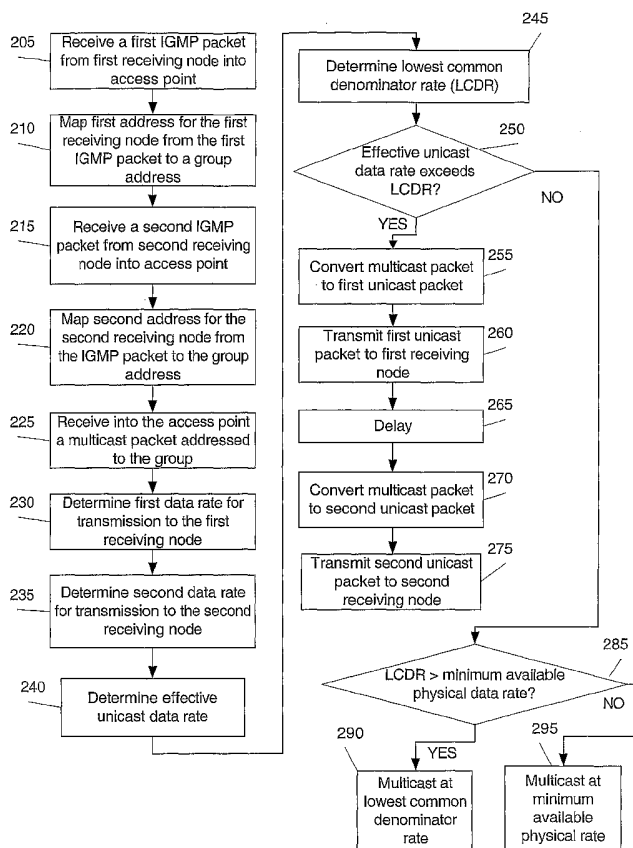 205
Receive a first IGMP packet
from first receiving node into
access point
210
Map first address for the first
receiving node from the first
IGMP packet to a group
address
215
Receive a second IGMP
packet from second receiving
node into access point
220
Map second address for the
second receiving node from
the IGMP packet to the group
address
225
Receive into the access point
a multicast packet addressed
to the group
230
Determine first data rate for
transmission to the first
receiving node
235
Determine second data rate
for transmission to the second
receiving node
240
Determine effective
unicast data rate
245
Determine lowest common
denominator rate (LCDR)
250
Effective unicast
data rate exceeds
LCDR?
NO
YES
255
Convert multicast packet
to first unicast packet
260
Transmit first unicast
packet to first receiving
node
265
Delay
270
Convert multicast packet
to second unicast packet
275
Transmit second unicast
packet to second
receiving node
285
LCDR > minimum available
physical data rate?
NO
YES
290
Multicast at
lowest common
denominator
rate
295
Multicast at
minimum
available
physical rate